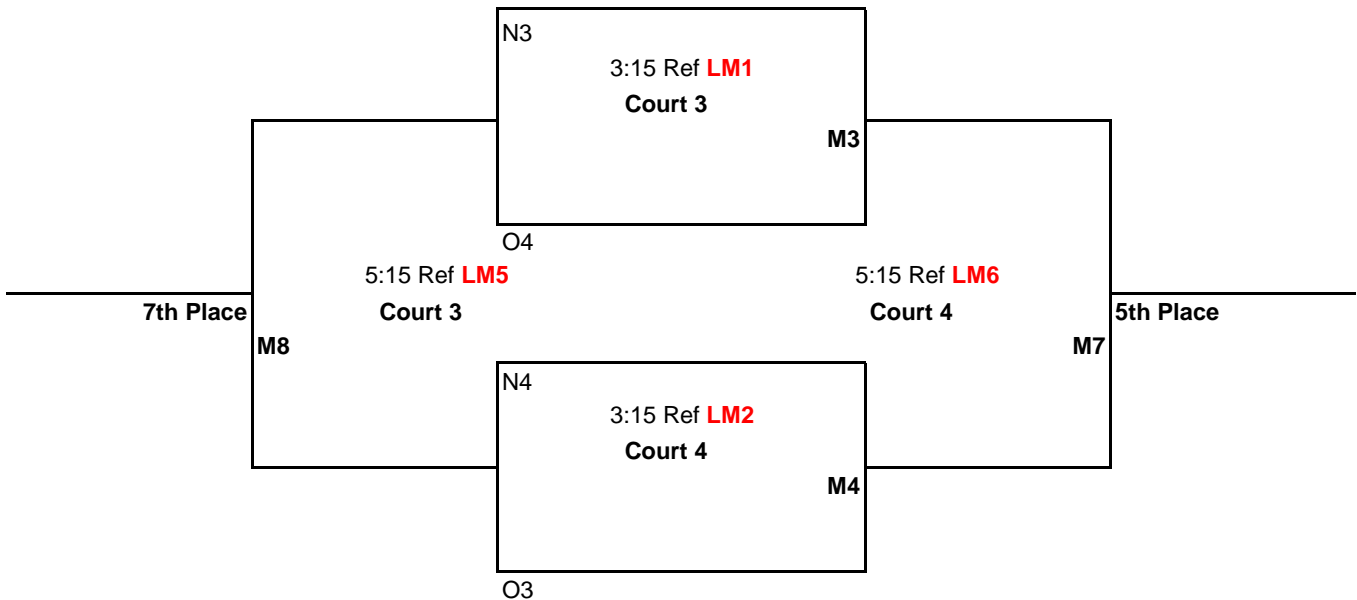 N3
3:15 Ref LM1
Court 3
M3
O4
5:15 Ref LM5
5:15 Ref LM6
7th Place
Court 3
Court 4
5th Place
M8
M7
N4
3:15 Ref LM2
Court 4
M4
O3